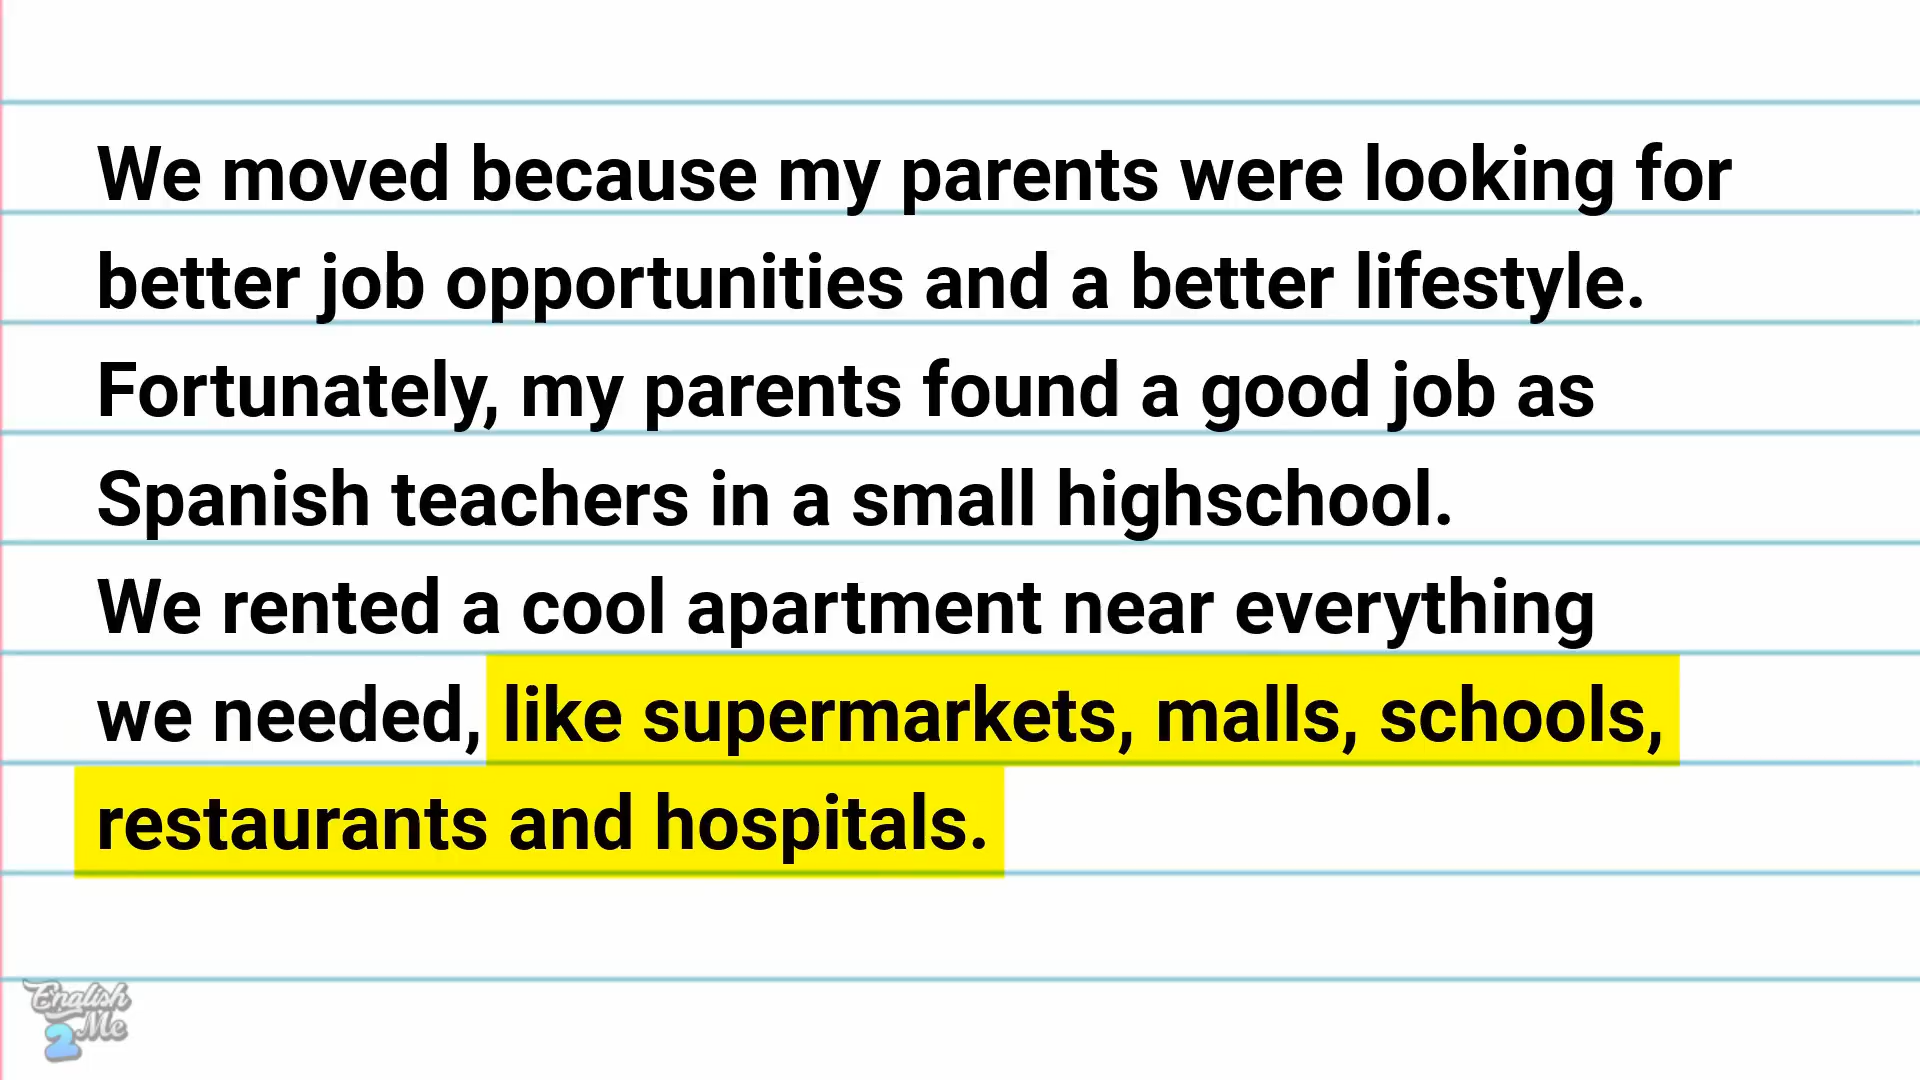 We moved because my parents were looking for
better job opportunities and a better lifestyle.
Fortunately, my parents found a good job as
Spanish teachers in a small highschool.
We rented a cool apartment near everything
we needed, like supermarkets, malls, schools,
restaurants and hospitals.
English
2 Me